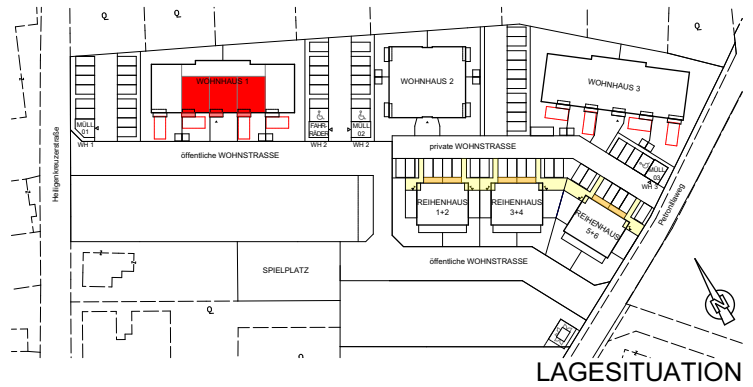 WOHNHAUS 1
WOHNHAUS 2
WOHNHAUS 3
MÜLL
01
WH 1
FAHR-
RÄDER
WH 2
MÜLL
02
WH 2
MÜLL
03
WH 3
öffentliche WOHNSTRASSE
private WOHNSTRASSE
Heiligenkreuzerstraße
Petronillaweg
REIHENHAUS
1+2
REIHENHAUS
3+4
REIHENHAUS
5+6
SPIELPLATZ
öffentliche WOHNSTRASSE
N
LAGESITUATION